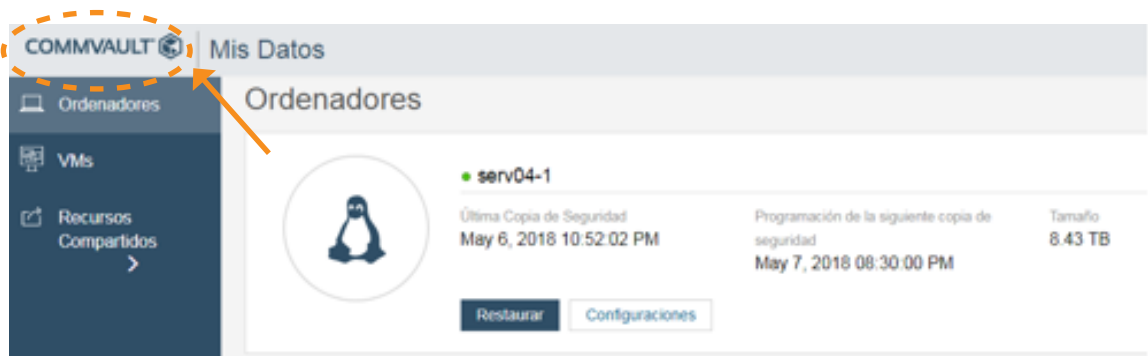 COMMVAULT Mis Datos
Ordenadores
VMs
Recursos
Compartidos
Ordenadores
serv04-1
Última Copia de Seguridad
May 6, 2018 10:52:02 PM
Programación de la siguiente copia de
seguridad
May 7, 2018 08:30:00 PM
Tamaño
8.43 TB
Restaurar Configuraciones